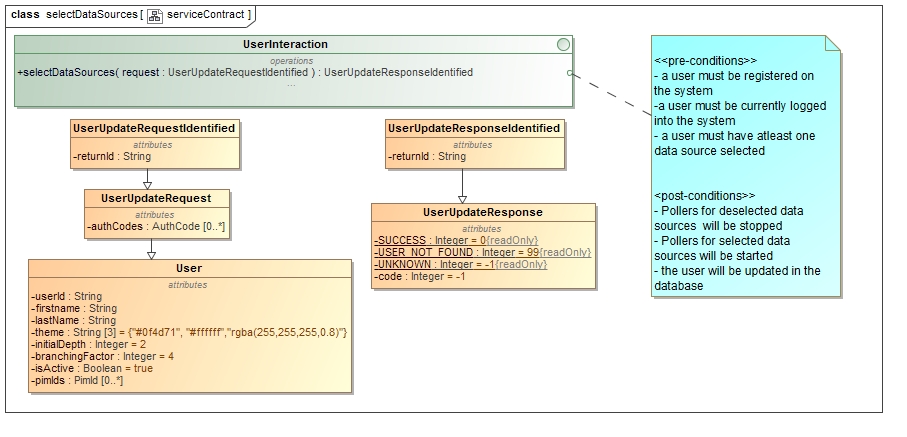 class selectDataSources [ serviceContract ]
UserInteraction
operations
+selectDataSources( request : UserUpdateRequestIdentified ) : UserUpdateResponseIdentified
...
UserUpdateRequestIdentified
attributes
-returnId : String
UserUpdateResponseIdentified
attributes
-returnId : String
UserUpdateRequest
attributes
-authCodes : AuthCode [0..*]
UserUpdateResponse
attributes
-SUCCESS : Integer = 0{readOnly}
-USER_NOT_FOUND : Integer = 99{readOnly}
-UNKNOWN : Integer = -1{readOnly}
-code : Integer = -1
User
attributes
-userId : String
-firstname : String
-lastName : String
-theme : String [3] = {"#0f4d71", "#ffffff","rgba(255,255,255,0.8)"}
-initialDepth : Integer = 2
-branchingFactor : Integer = 4
-isActive : Boolean = true
-pimIds : PimId [0..*]
<<pre-conditions>>
- a user must be registered on
the system
-a user must be currently logged
into the system
- a user must have atleast one
data source selected
<post-conditions>>
- Pollers for deselected data
sources  will be stopped
- Pollers for selected data
sources will be started
- the user will be updated in the
database